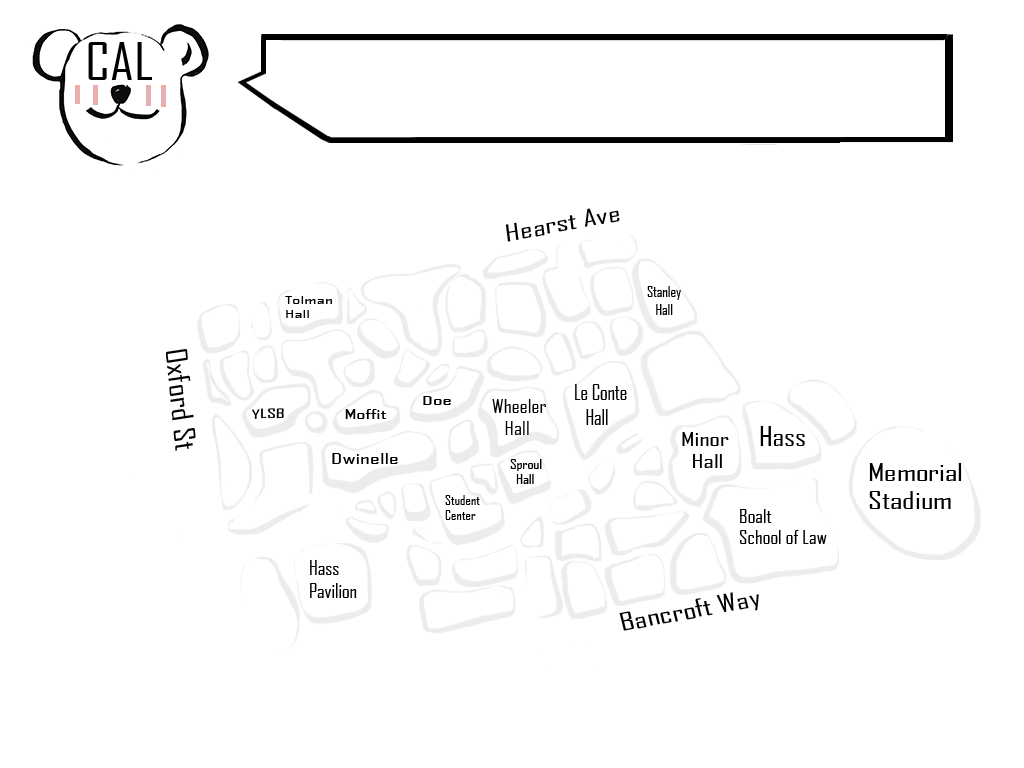 CAL
Hearst Ave
Tolman
Hall
Stanley
Hall
Oxford St
YLSB
Moffit
Doe
Wheeler
Hall
Le Conte
Hall
Dwinelle
Sproul
Hall
Student
Center
Minor
Hall
Hass
Memorial
Stadium
Boalt
School of Law
Hass
Pavilion
Bancroft Way